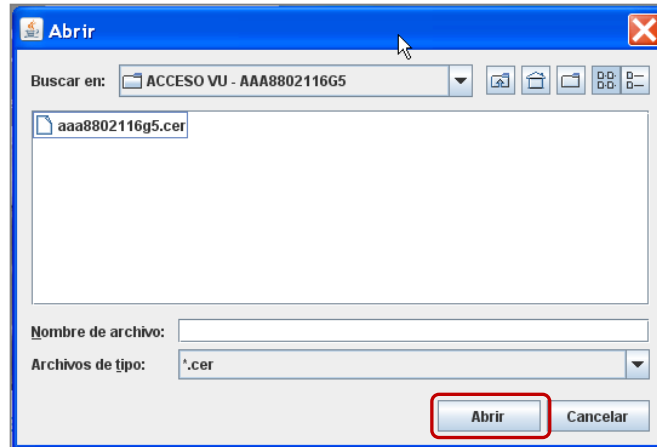 Abrir
Buscar en: ACCESO VU - AAA8802116G5
aaa8802116g5.cer
Nombre de archivo:
Archivos de tipo: *.cer
Abrir Cancelar